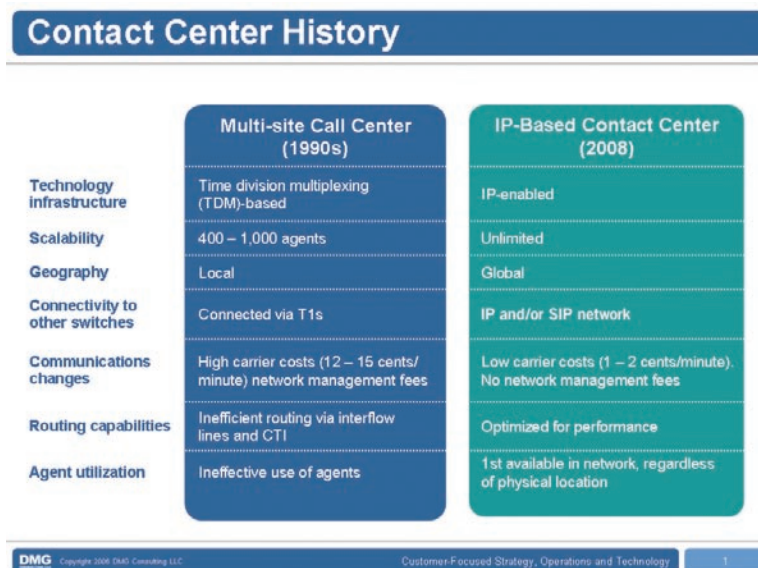 Contact Center History
Multi-site Call Center
(1990s)
IP-Based Contact Center
(2008)
Technology
infrastructure
Time division multiplexing
(TDM)-based
IP-enabled
Scalability
400 – 1,000 agents
Unlimited
Geography
Local
Global
Connectivity to
other switches
Connected via T1s
IP and/or SIP network
Communications
changes
High carrier costs (12 – 15 cents/
minute) network management fees
Low carrier costs (1 – 2 cents/minute).
No network management fees
Routing capabilities
Inefficient routing via interflow
lines and CTI
Optimized for performance
Agent utilization
Ineffective use of agents
1st available in network, regardless
of physical location
DMG Copyright 2006 DMG Consulting LLC
Customer-Focused Strategy, Operations and Technology
1